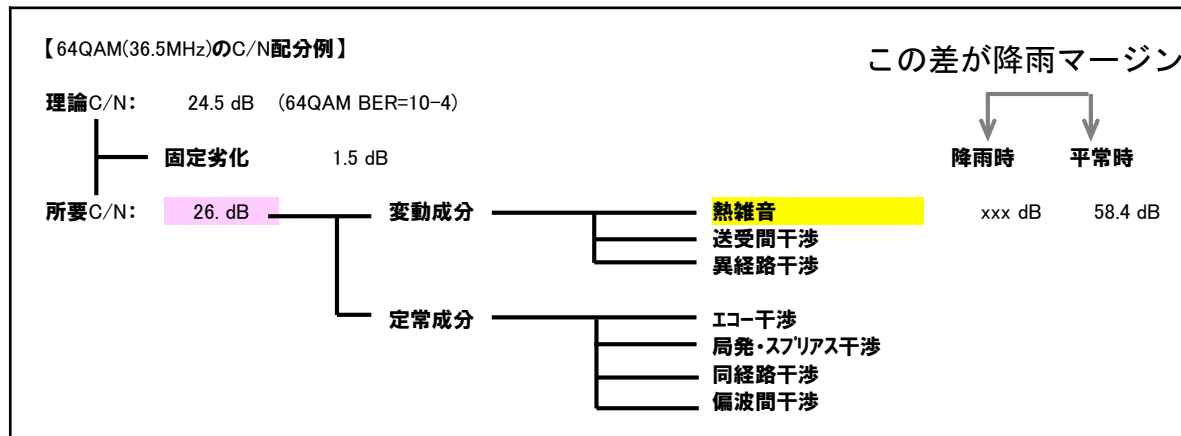 【64QAM(36.5MHz)のC/N配分例】
この差が降雨マージン
理論C/N: 24.5 dB (64QAM BER=10-4)
固定劣化 1.5 dB
降雨時 平常時
所要C/N: 26. dB 変動成分 熱雑音 xxx dB 58.4 dB
送受間干渉
異経路干渉
定常成分 エコー干渉
局発・スプリアス干渉
同経路干渉
偏波間干渉